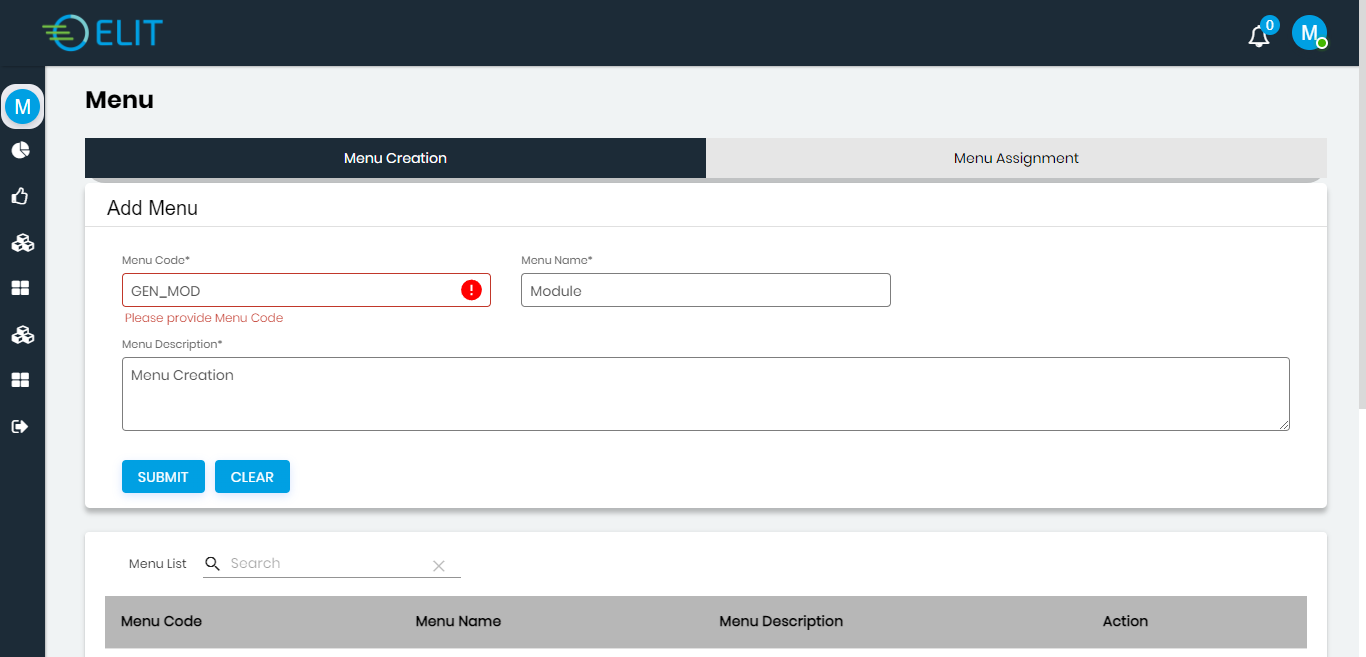 ELIT
0
M
M
Menu
Menu Creation
Menu Assignment
Add Menu
Menu Code*
Menu Name*
GEN_MOD
Module
Please provide Menu Code
Menu Description*
Menu Creation
SUBMIT
CLEAR
Menu List
Search
Menu Code
Menu Name
Menu Description
Action